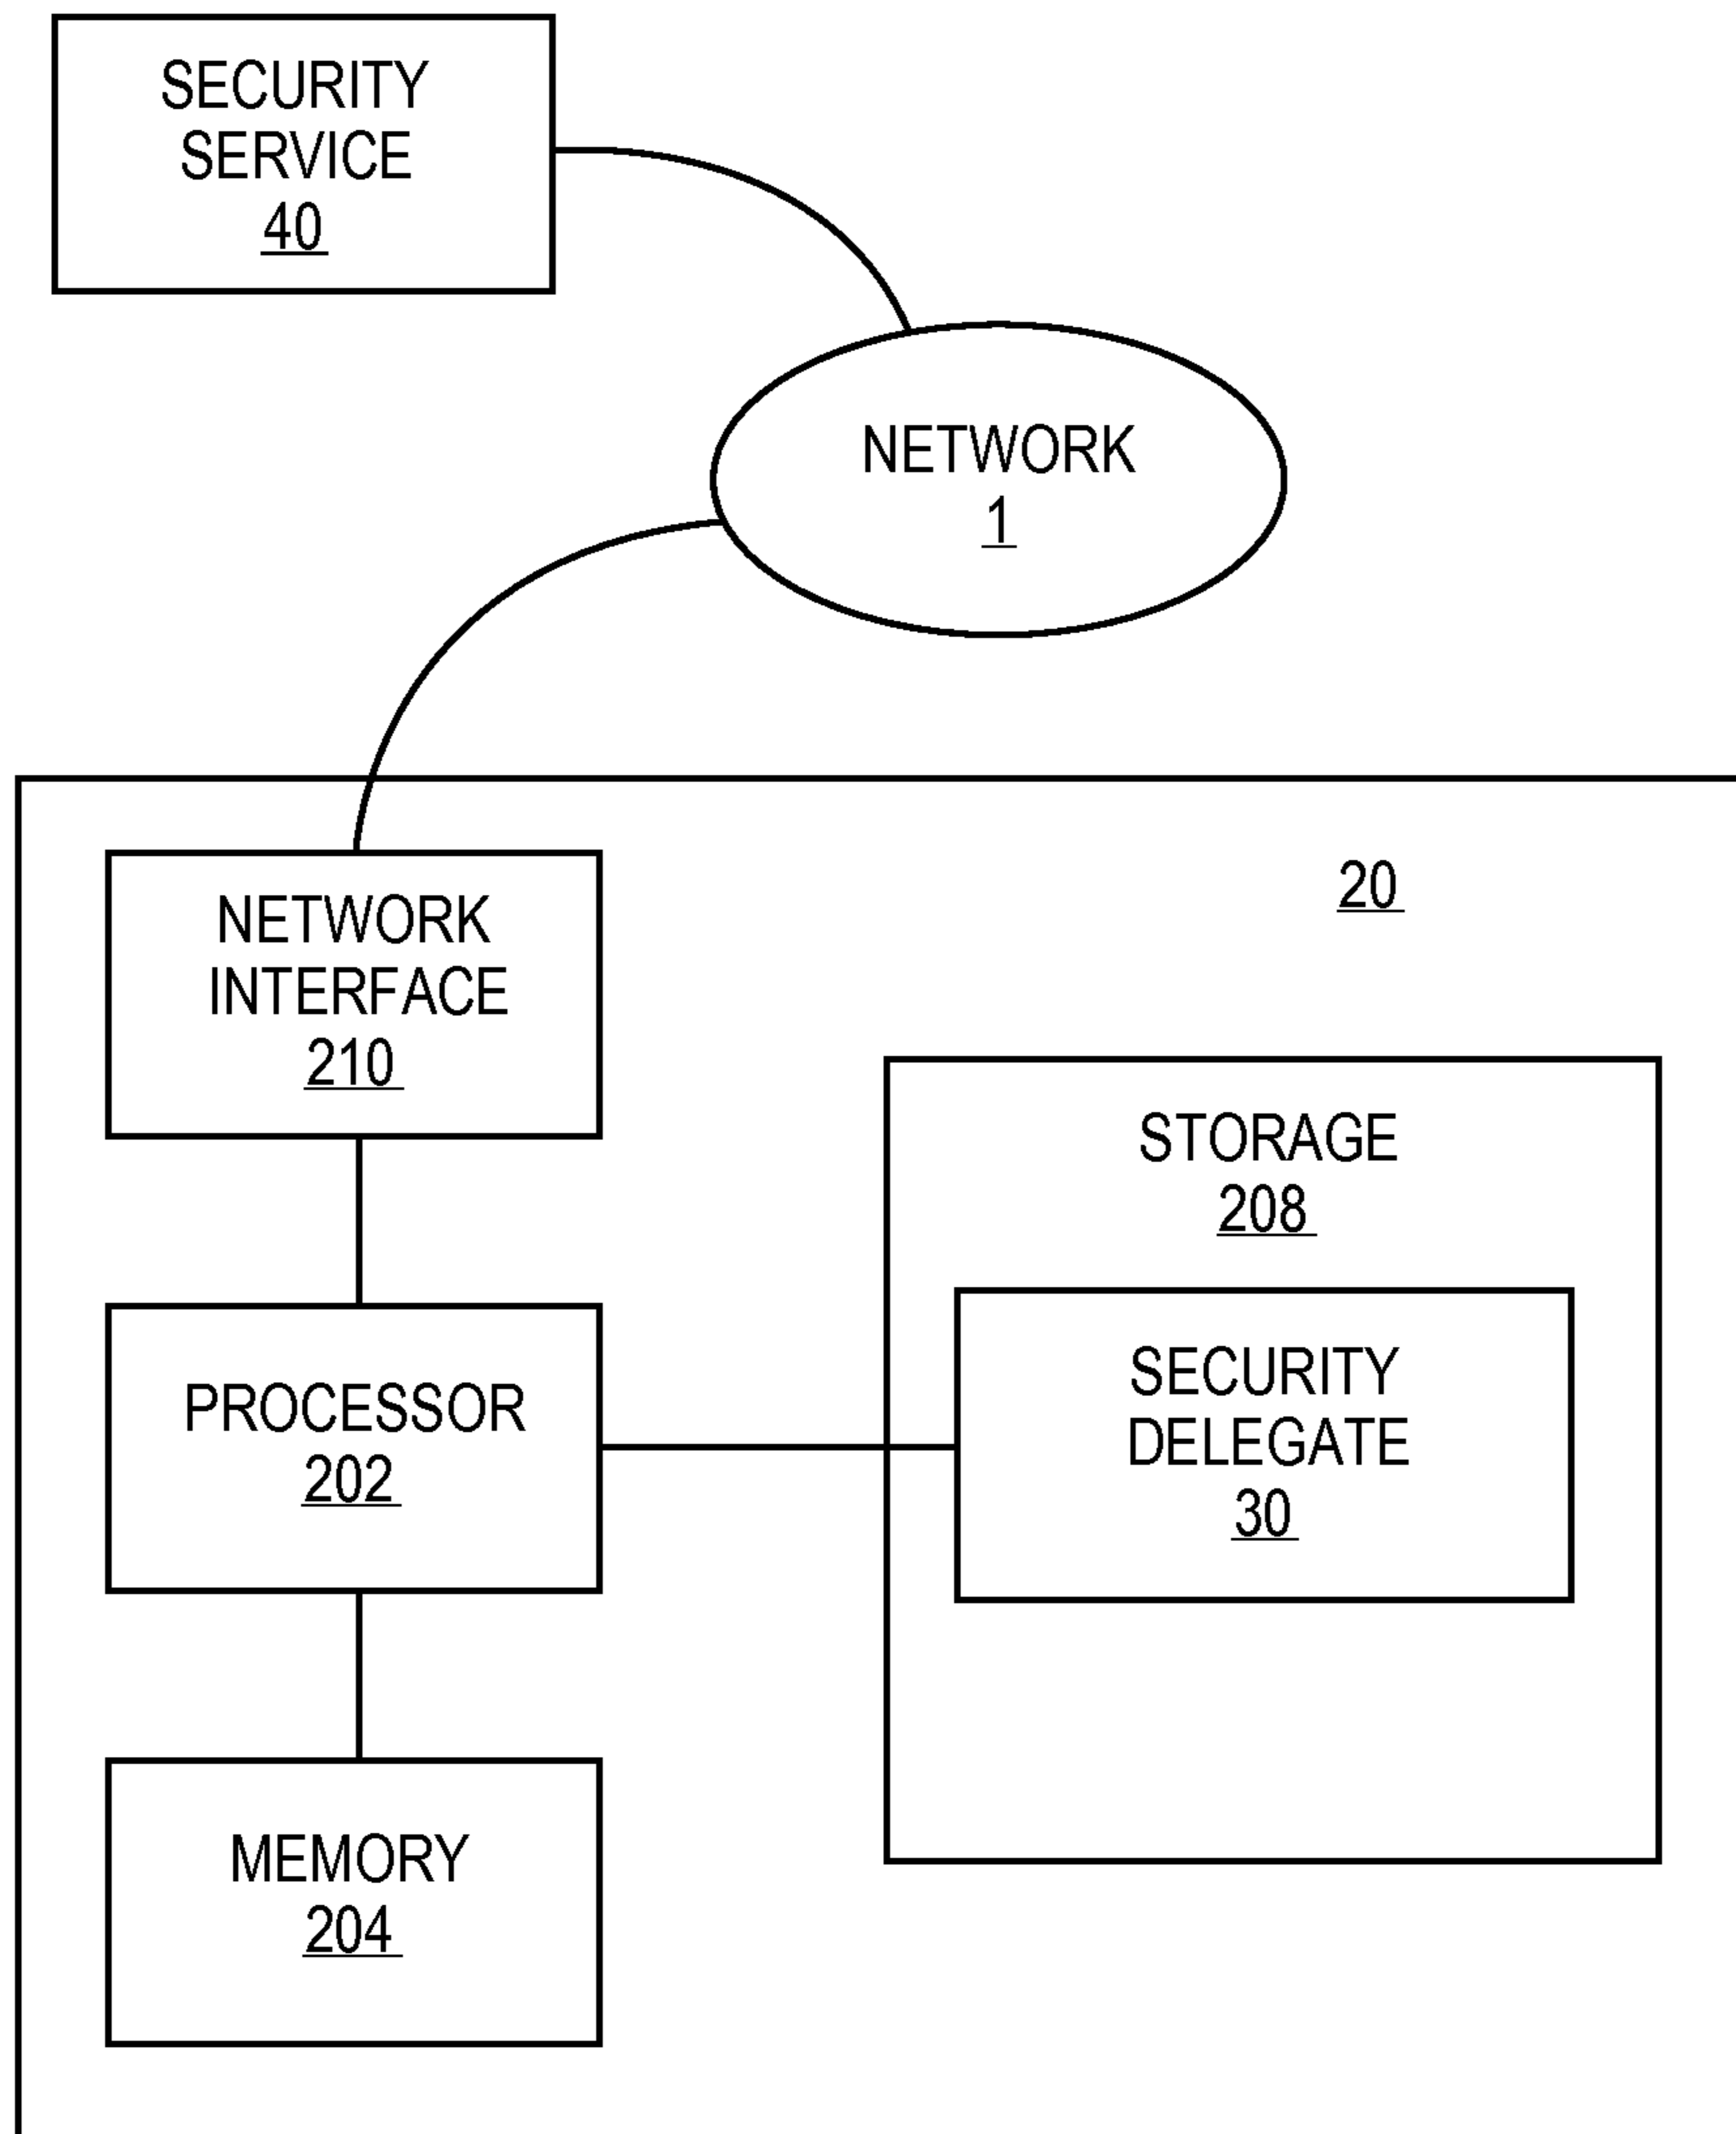 SECURITY
SERVICE
40
NETWORK
1
20
NETWORK
INTERFACE
210
STORAGE
208
PROCESSOR
202
SECURITY
DELEGATE
30
MEMORY
204